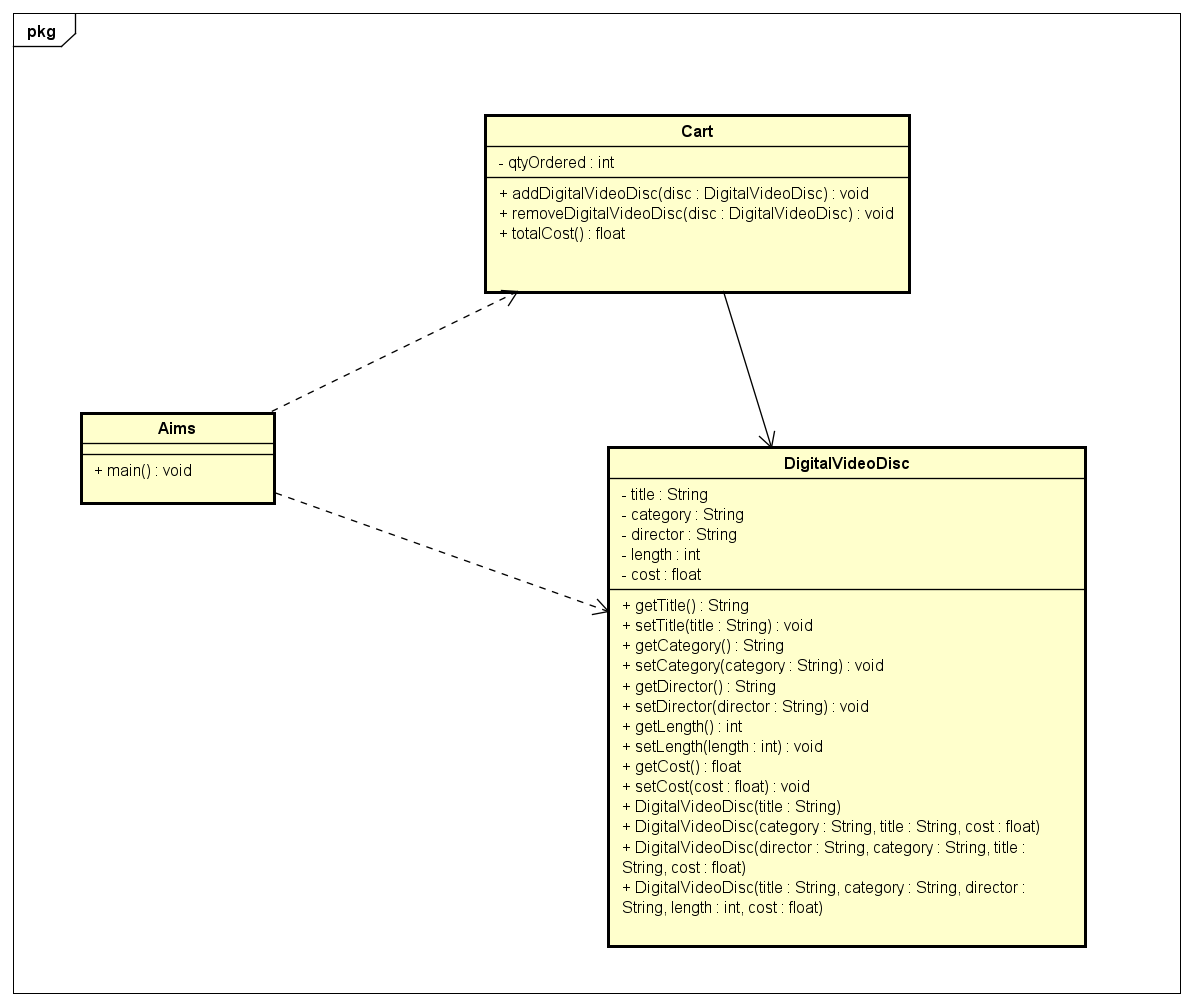 pkg
Cart
- qtyOrdered : int
+ addDigitalVideoDisc(disc : DigitalVideoDisc) : void
+ removeDigitalVideoDisc(disc : DigitalVideoDisc) : void
+ totalCost() : float
Aims
+ main() : void
DigitalVideoDisc
- title : String
- category : String
- director : String
- length : int
- cost : float
+ getTitle() : String
+ setTitle(title : String) : void
+ getCategory() : String
+ setCategory(category : String) : void
+ getDirector() : String
+ setDirector(director : String) : void
+ getLength() : int
+ setLength(length : int) : void
+ getCost() : float
+ setCost(cost : float) : void
+ DigitalVideoDisc(title : String)
+ DigitalVideoDisc(category : String, title : String, cost : float)
+ DigitalVideoDisc(director : String, category : String, title :
String, cost : float)
+ DigitalVideoDisc(title : String, category : String, director :
String, length : int, cost : float)